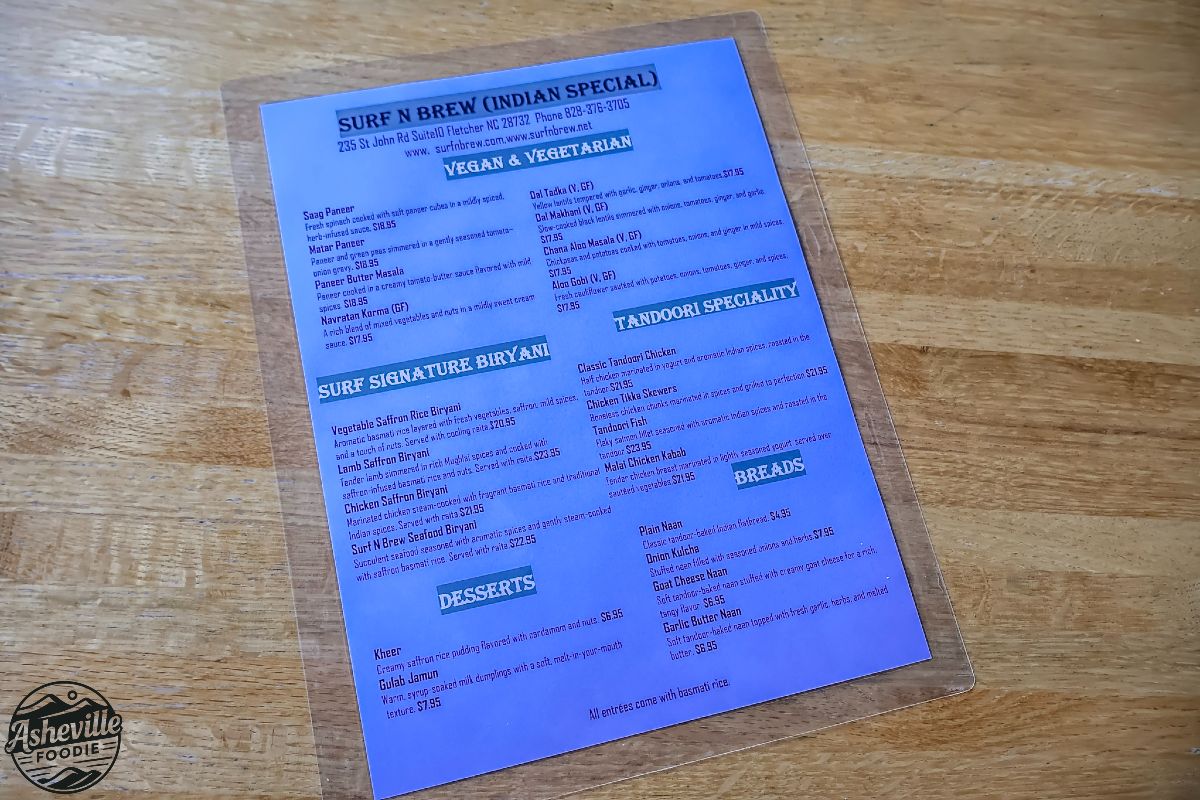 SURF N BREW (INDIAN SPECIAL)
235 St John Rd Suite10 Fletcher NC 28732 Phone 828-376-3705
www. surfnbrew.com,www.surfnbrew.net
VEGAN & VEGETARIAN
Saag Paneer
Fresh spinach cooked with soft paneer cubes in a mildly spiced,
herb-infused sauce. $18.95
Matar Paneer
Paneer and green peas simmered in a gently seasoned tomato-
onion gravy. $18.95
Paneer Butter Masala
Paneer cooked in a creamy tomato-butter sauce flavored with mild
spices. $18.95
Navratan Korma (GF)
A rich blend of mixed vegetables and nuts in a mildly sweet cream
sauce. $17.95
Dal Tadka (V, GF)
Yellow lentils tempered with garlic, ginger, onions, and tomatoes.$17.95
Dal Makhani (V, GF)
Slow-cooked black lentils simmered with onions, tomatoes, ginger, and garlic.
$17.95
Chana Aloo Masala (V, GF)
Chickpeas and potatoes cooked with tomatoes, onions, and ginger in mild spices.
$17.95
Aloo Gobi (V, GF)
Fresh cauliflower sautéed with potatoes, onions, tomatoes, ginger, and spices.
$17.95
SURF SIGNATURE BIRYANI
Vegetable Saffron Rice Biryani
Aromatic basmati rice layered with fresh vegetables, saffron, mild spices,
and a touch of nuts. Served with cooling raita.$20.95
Lamb Saffron Biryani
Tender lamb simmered in rich Mughlai spices and cooked with
saffron-infused basmati rice and nuts. Served with raita.$23.95
Chicken Saffron Biryani
Marinated chicken steam-cooked with fragrant basmati rice and traditional
Indian spices. Served with raita.$21.95
Surf N Brew Seafood Biryani
Succulent seafood seasoned with aromatic spices and gently steam-cooked
with saffron basmati rice. Served with raita.$22.95
TANDOORI SPECIALITY
Classic Tandoori Chicken
Half chicken marinated in yogurt and aromatic Indian spices, roasted in the
tandoor.$21.95
Chicken Tikka Skewers
Boneless chicken chunks marinated in spices and grilled to perfection.$21.95
Tandoori Fish
Flaky salmon fillet seasoned with aromatic Indian spices and roasted in the
tandoor.$23.95
Malai Chicken Kabab
Tender chicken breast marinated in lightly seasoned yogurt, served over
sautéed vegetables.$21.95
BREADS
Plain Naan
Classic tandoor-baked Indian flatbread. $4.95
Onion Kulcha
Stuffed naan filled with seasoned onions and herbs.$7.95
Goat Cheese Naan
Soft tandoor-baked naan stuffed with creamy goat cheese for a rich,
tangy flavor. $6.95
Garlic Butter Naan
Soft tandoor-baked naan topped with fresh garlic, herbs, and melted
butter. $6.95
DESSERTS
Kheer
Creamy saffron rice pudding flavored with cardamom and nuts. $6.95
Gulab Jamun
Warm, syrup-soaked milk dumplings with a soft, melt-in-your-mouth
texture. $7.95
All entrées come with basmati rice.
Asheville
FOODIE